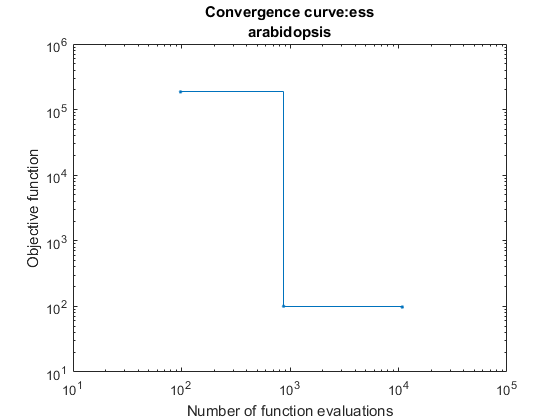 Convergence curve:ess
arabidopsis
10^6
10^5
10^4
10^3
10^2
10^1
Objective function
10^1 10^2 10^3 10^4 10^5
Number of function evaluations